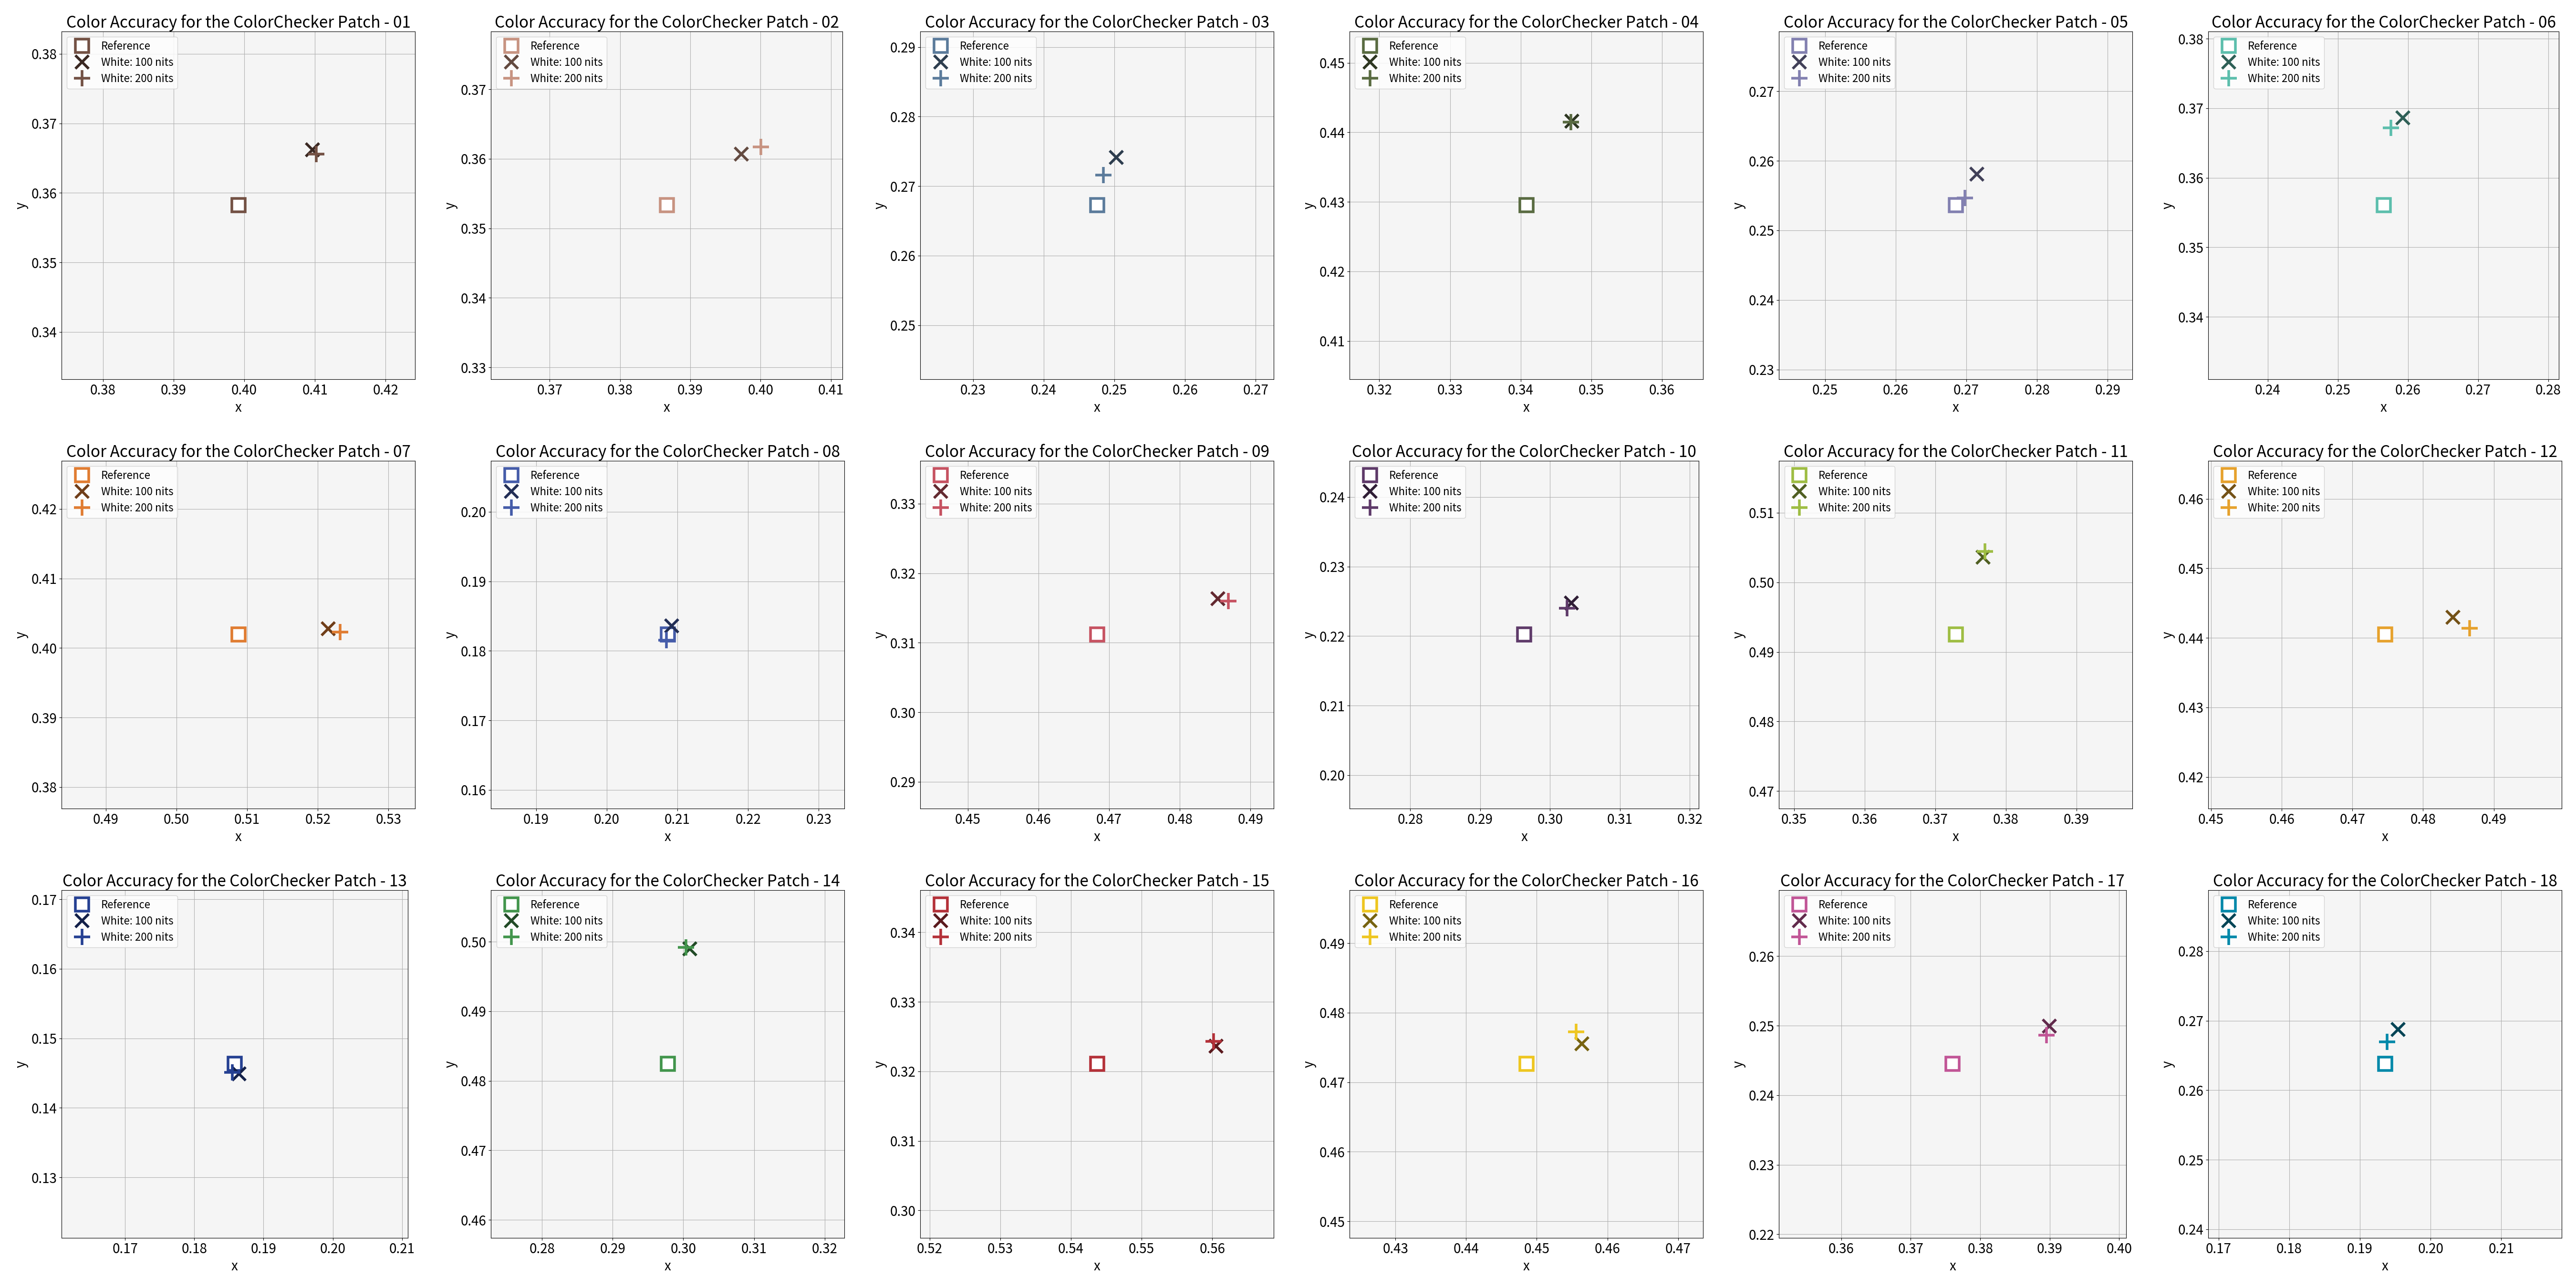 Color Accuracy for the ColorChecker Patch - 01
Reference
White: 100 nits
White: 200 nits
0.38
0.37
0.36
0.35
0.34
y
0.38 0.39 0.40 0.41 0.42
x
Color Accuracy for the ColorChecker Patch - 02
Reference
White: 100 nits
White: 200 nits
0.37
0.36
0.35
0.34
0.33
y
0.37 0.38 0.39 0.40 0.41
x
Color Accuracy for the ColorChecker Patch - 03
Reference
White: 100 nits
White: 200 nits
0.29
0.28
0.27
0.26
0.25
y
0.23 0.24 0.25 0.26 0.27
x
Color Accuracy for the ColorChecker Patch - 04
Reference
White: 100 nits
White: 200 nits
0.45
0.44
0.43
0.42
0.41
y
0.32 0.33 0.34 0.35 0.36
x
Color Accuracy for the ColorChecker Patch - 05
Reference
White: 100 nits
White: 200 nits
0.27
0.26
0.25
0.24
0.23
y
0.25 0.26 0.27 0.28 0.29
x
Color Accuracy for the ColorChecker Patch - 06
Reference
White: 100 nits
White: 200 nits
0.38
0.37
0.36
0.35
0.34
y
0.24 0.25 0.26 0.27 0.28
x
Color Accuracy for the ColorChecker Patch - 07
Reference
White: 100 nits
White: 200 nits
0.42
0.41
0.40
0.39
0.38
y
0.49 0.50 0.51 0.52 0.53
x
Color Accuracy for the ColorChecker Patch - 08
Reference
White: 100 nits
White: 200 nits
0.20
0.19
0.18
0.17
0.16
y
0.19 0.20 0.21 0.22 0.23
x
Color Accuracy for the ColorChecker Patch - 09
Reference
White: 100 nits
White: 200 nits
0.33
0.32
0.31
0.30
0.29
y
0.45 0.46 0.47 0.48 0.49
x
Color Accuracy for the ColorChecker Patch - 10
Reference
White: 100 nits
White: 200 nits
0.24
0.23
0.22
0.21
0.20
y
0.28 0.29 0.30 0.31 0.32
x
Color Accuracy for the ColorChecker Patch - 11
Reference
White: 100 nits
White: 200 nits
0.51
0.50
0.49
0.48
0.47
y
0.35 0.36 0.37 0.38 0.39
x
Color Accuracy for the ColorChecker Patch - 12
Reference
White: 100 nits
White: 200 nits
0.46
0.45
0.44
0.43
0.42
y
0.45 0.46 0.47 0.48 0.49
x
Color Accuracy for the ColorChecker Patch - 13
Reference
White: 100 nits
White: 200 nits
0.17
0.16
0.15
0.14
0.13
y
0.17 0.18 0.19 0.20 0.21
x
Color Accuracy for the ColorChecker Patch - 14
Reference
White: 100 nits
White: 200 nits
0.50
0.49
0.48
0.47
0.46
y
0.28 0.29 0.30 0.31 0.32
x
Color Accuracy for the ColorChecker Patch - 15
Reference
White: 100 nits
White: 200 nits
0.34
0.33
0.32
0.31
0.30
y
0.52 0.53 0.54 0.55 0.56
x
Color Accuracy for the ColorChecker Patch - 16
Reference
White: 100 nits
White: 200 nits
0.49
0.48
0.47
0.46
0.45
y
0.43 0.44 0.45 0.46 0.47
x
Color Accuracy for the ColorChecker Patch - 17
Reference
White: 100 nits
White: 200 nits
0.26
0.25
0.24
0.23
0.22
y
0.36 0.37 0.38 0.39 0.40
x
Color Accuracy for the ColorChecker Patch - 18
Reference
White: 100 nits
White: 200 nits
0.28
0.27
0.26
0.25
0.24
y
0.17 0.18 0.19 0.20 0.21
x